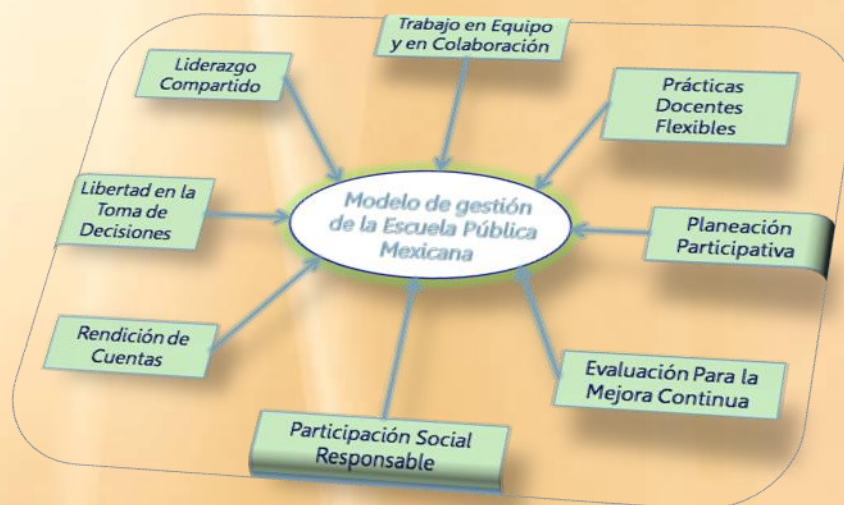 Trabajo en Equipo
y en Colaboración
Liderazgo
Compartido
Prácticas
Docentes
Flexibles
Libertad en la
Toma de
Decisiones
Modelo de gestión
de la Escuela Pública
Mexicana
Planeación
Participativa
Rendición de
Cuentas
Evaluación Para la
Mejora Continua
Participación Social
Responsable